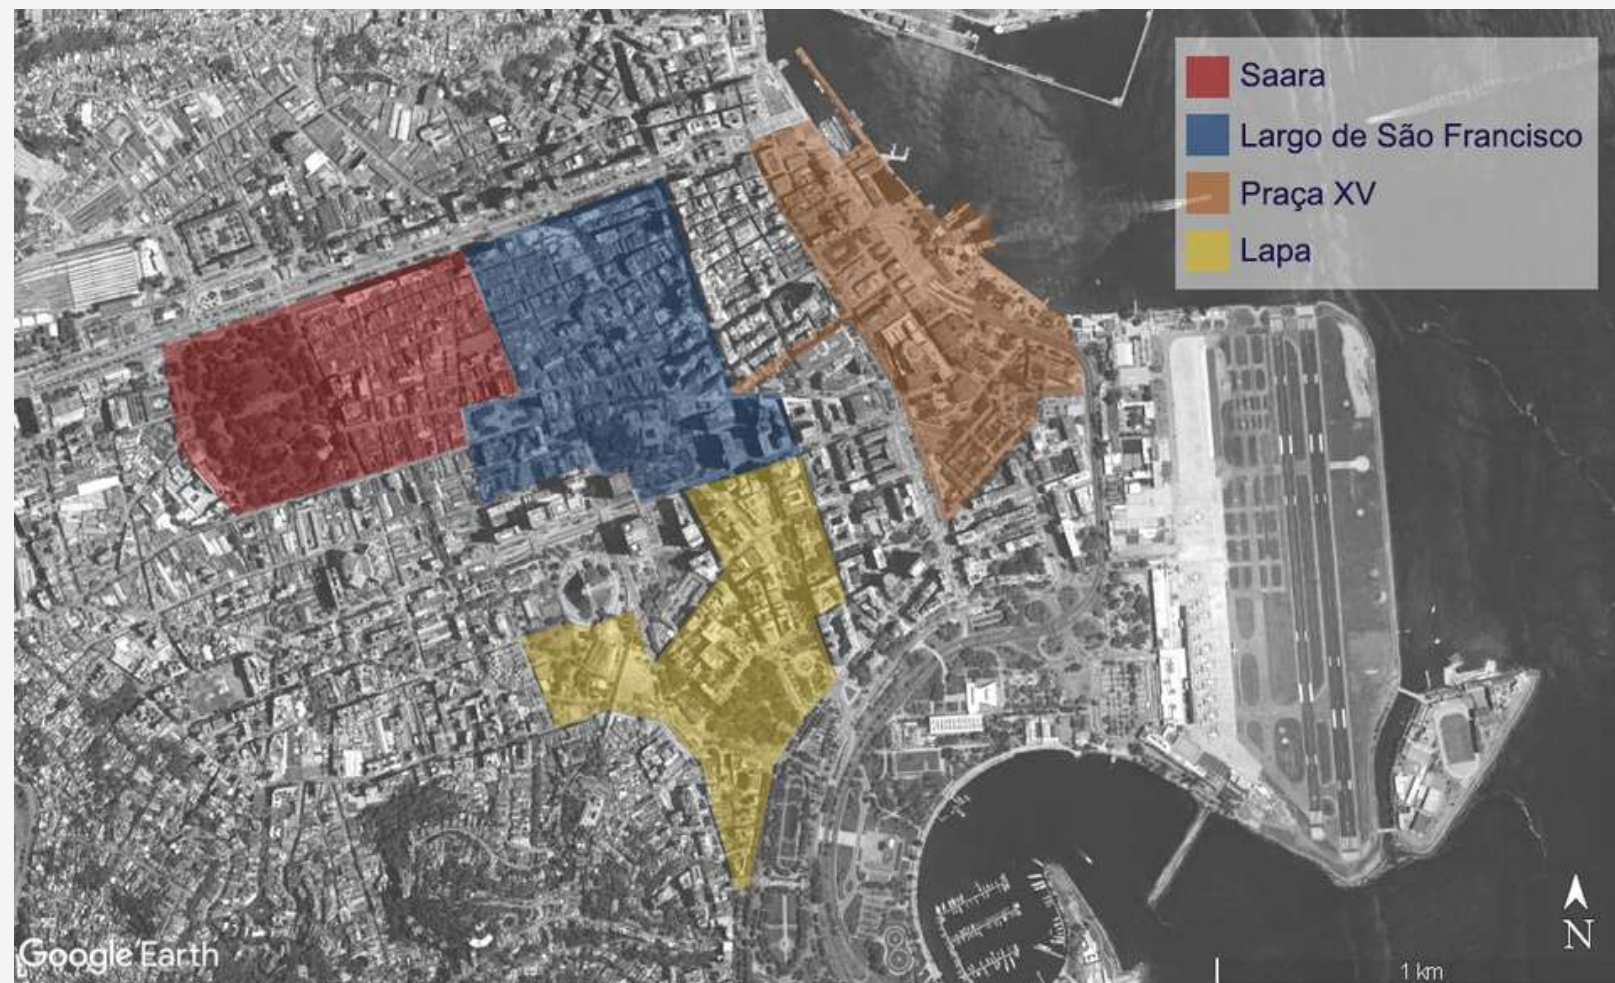 Saara
Largo de São Francisco
Praça XV
Lapa
N
Google Earth
1 km